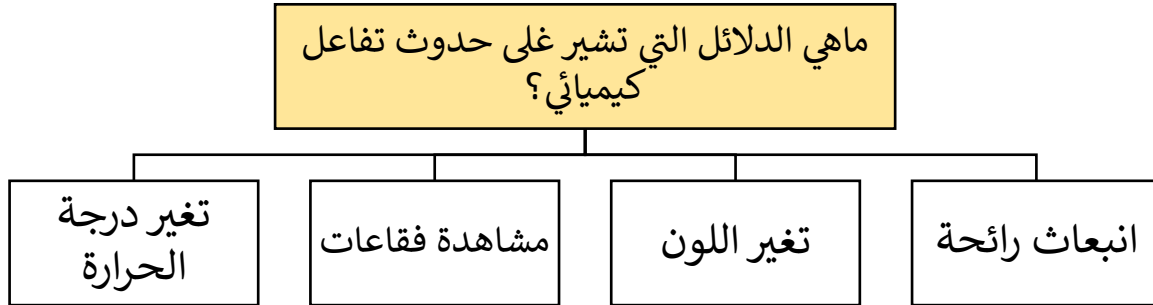 ماهي الدلائل التي تشير غلى حدوث تفاعل
كيميائي؟
انبعاث رائحة
تغير اللون
مشاهدة فقاعات
تغير درجة
الحرارة